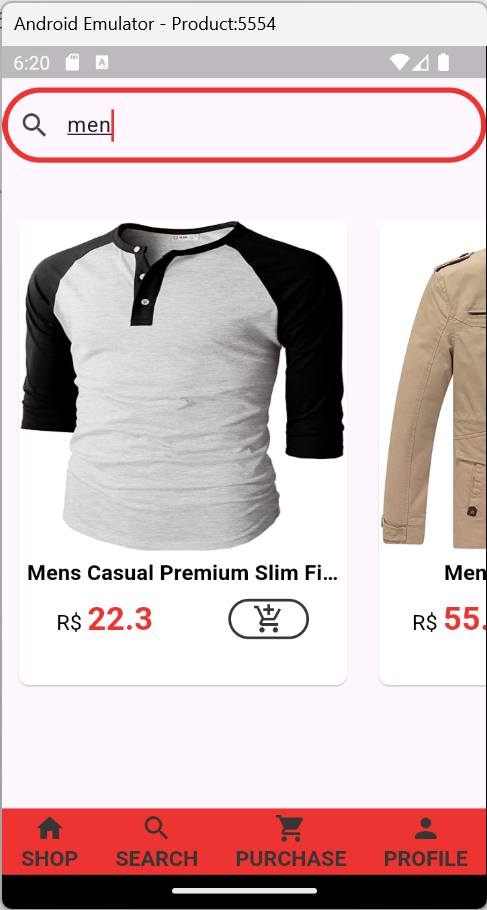 Android Emulator - Product:5554
6:20
men
Mens Casual Premium Slim Fi...
R$ 22.3
Men
R$ 55.
SHOP SEARCH PURCHASE PROFILE